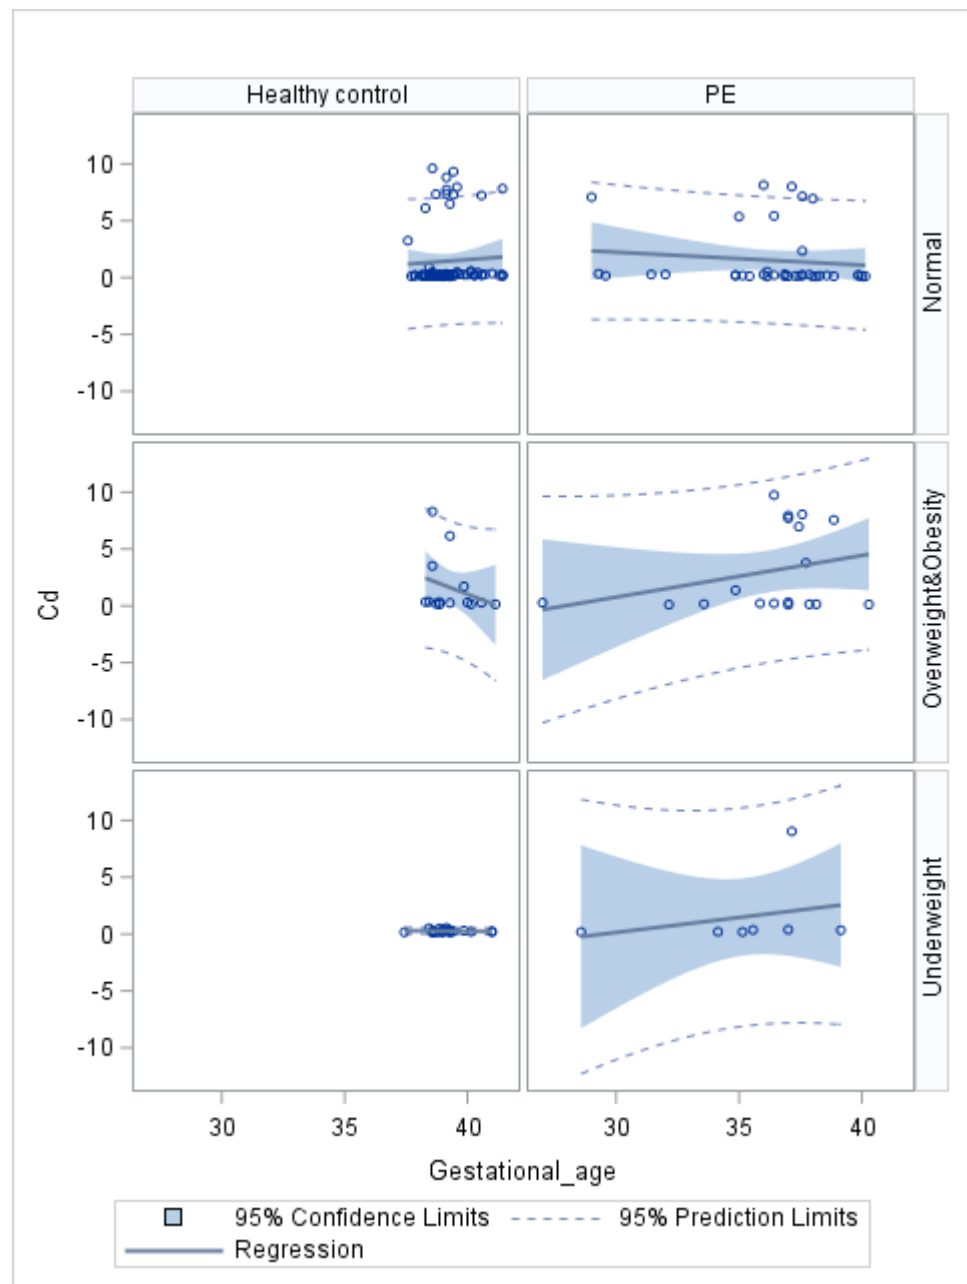 Healthy control PE
10
5
0
-5
-10
Normal
10
5
0
-5
-10
Overweight&Obesity
Cd
10
5
0
-5
-10
Underweight
30 35 40 30 35 40
Gestational_age
95% Confidence Limits 95% Prediction Limits
Regression